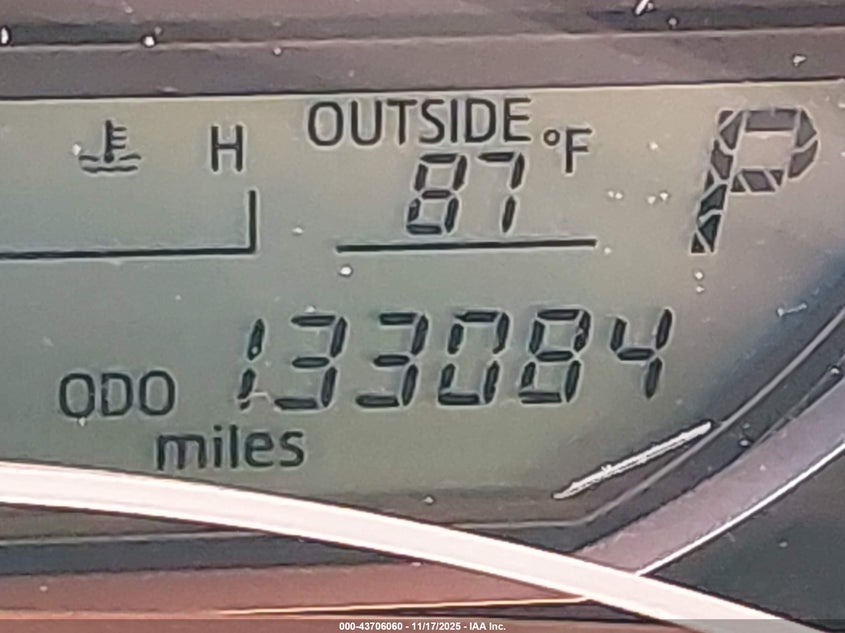 H
OUTSIDE °F
87
P
ODO 133084
miles
000-43706060 - 11/17/2025 - IAA Inc.